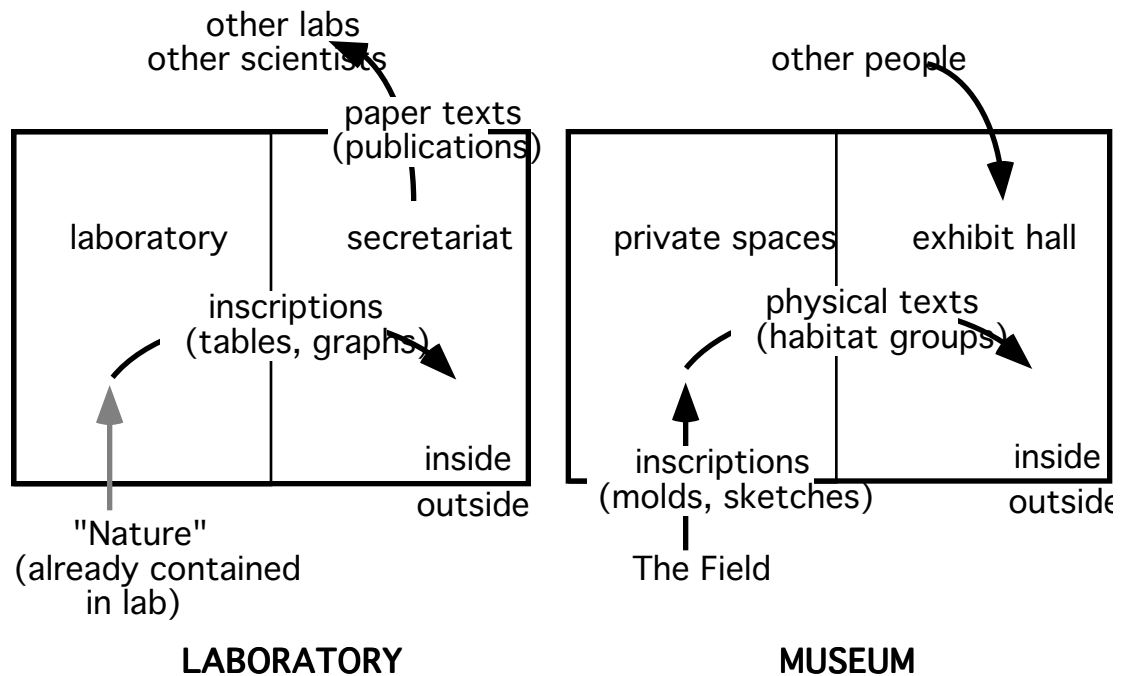 other labs
other scientists
paper texts
(publications)
laboratory
secretariat
inscriptions
(tables, graphs)
inside
outside
"Nature"
(already contained
in lab)
LABORATORY
other people
private spaces
exhibit hall
physical texts
(habitat groups)
inscriptions
(molds, sketches)
inside
outside
The Field
MUSEUM